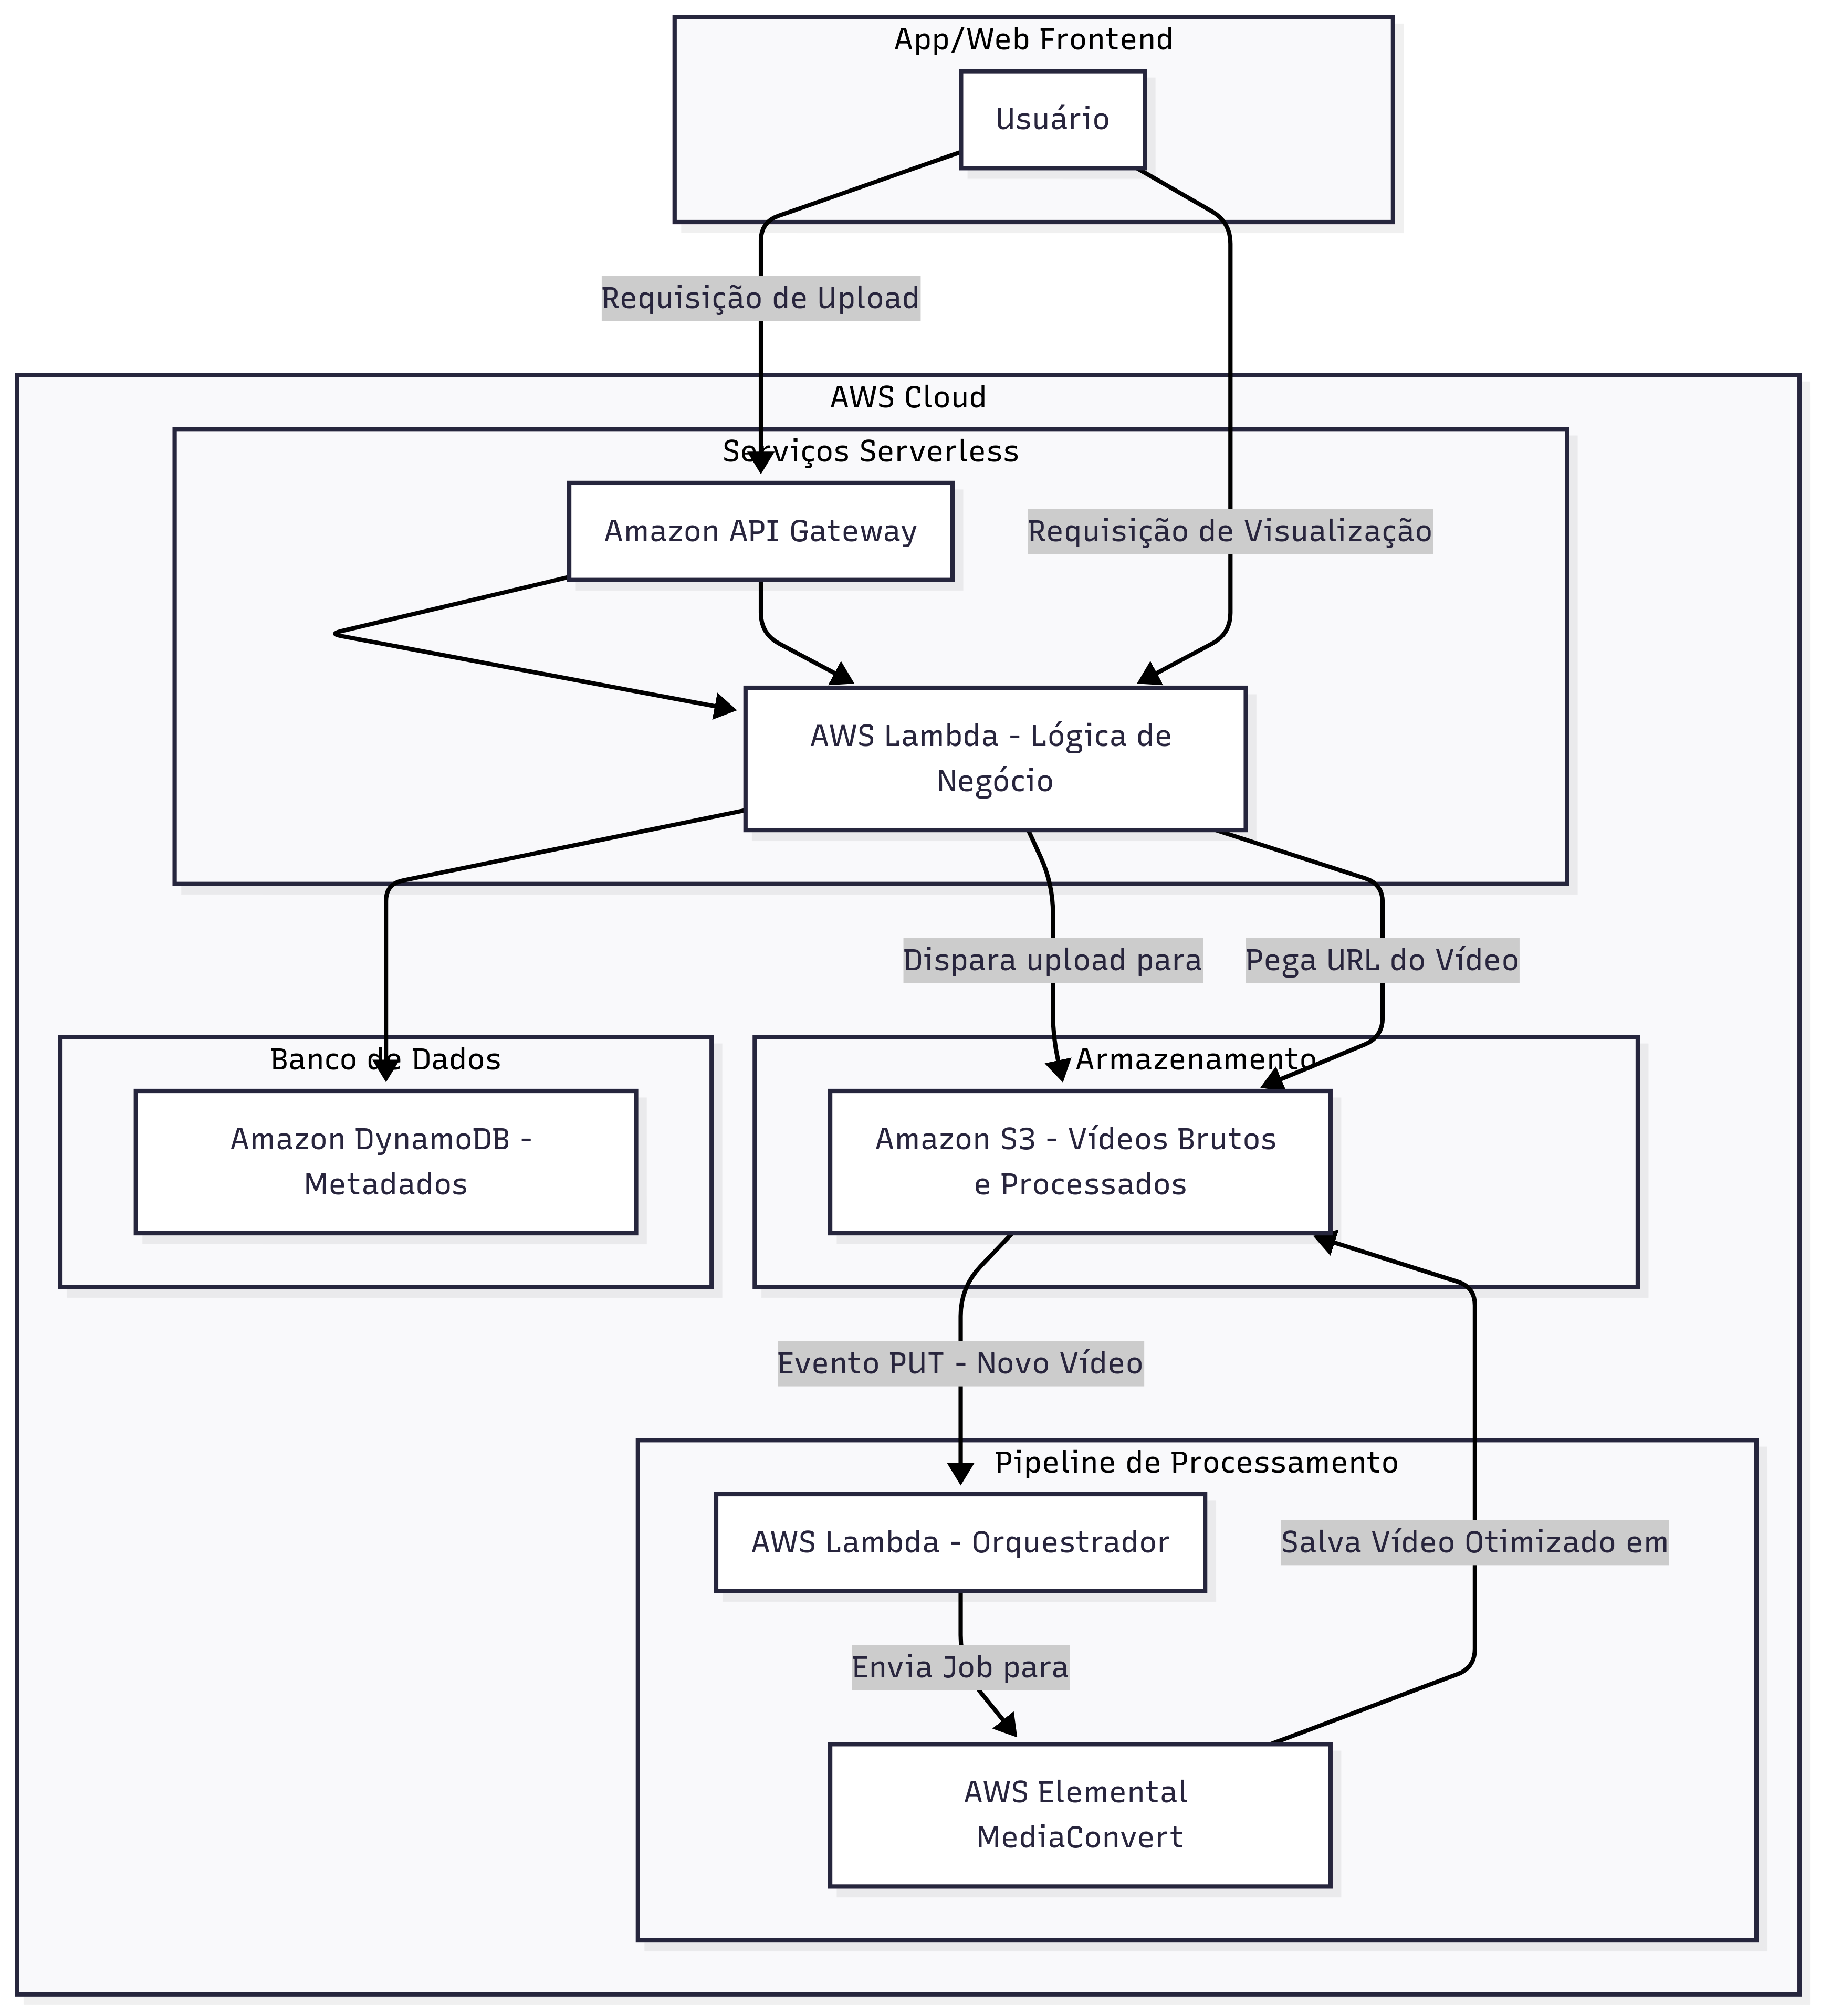 App/Web Frontend
Usuário
Requisição de Upload
AWS Cloud
Serviços Serverless
Amazon API Gateway
Requisição de Visualização
AWS Lambda - Lógica de
Negócio
Dispara upload para
Pega URL do Vídeo
Banco de Dados
Armazenamento
Amazon DynamoDB -
Metadados
Amazon S3 - Vídeos Brutos
e Processados
Evento PUT - Novo Vídeo
Pipeline de Processamento
AWS Lambda - Orquestrador
Salva Vídeo Otimizado em
Envia Job para
AWS Elemental
MediaConvert